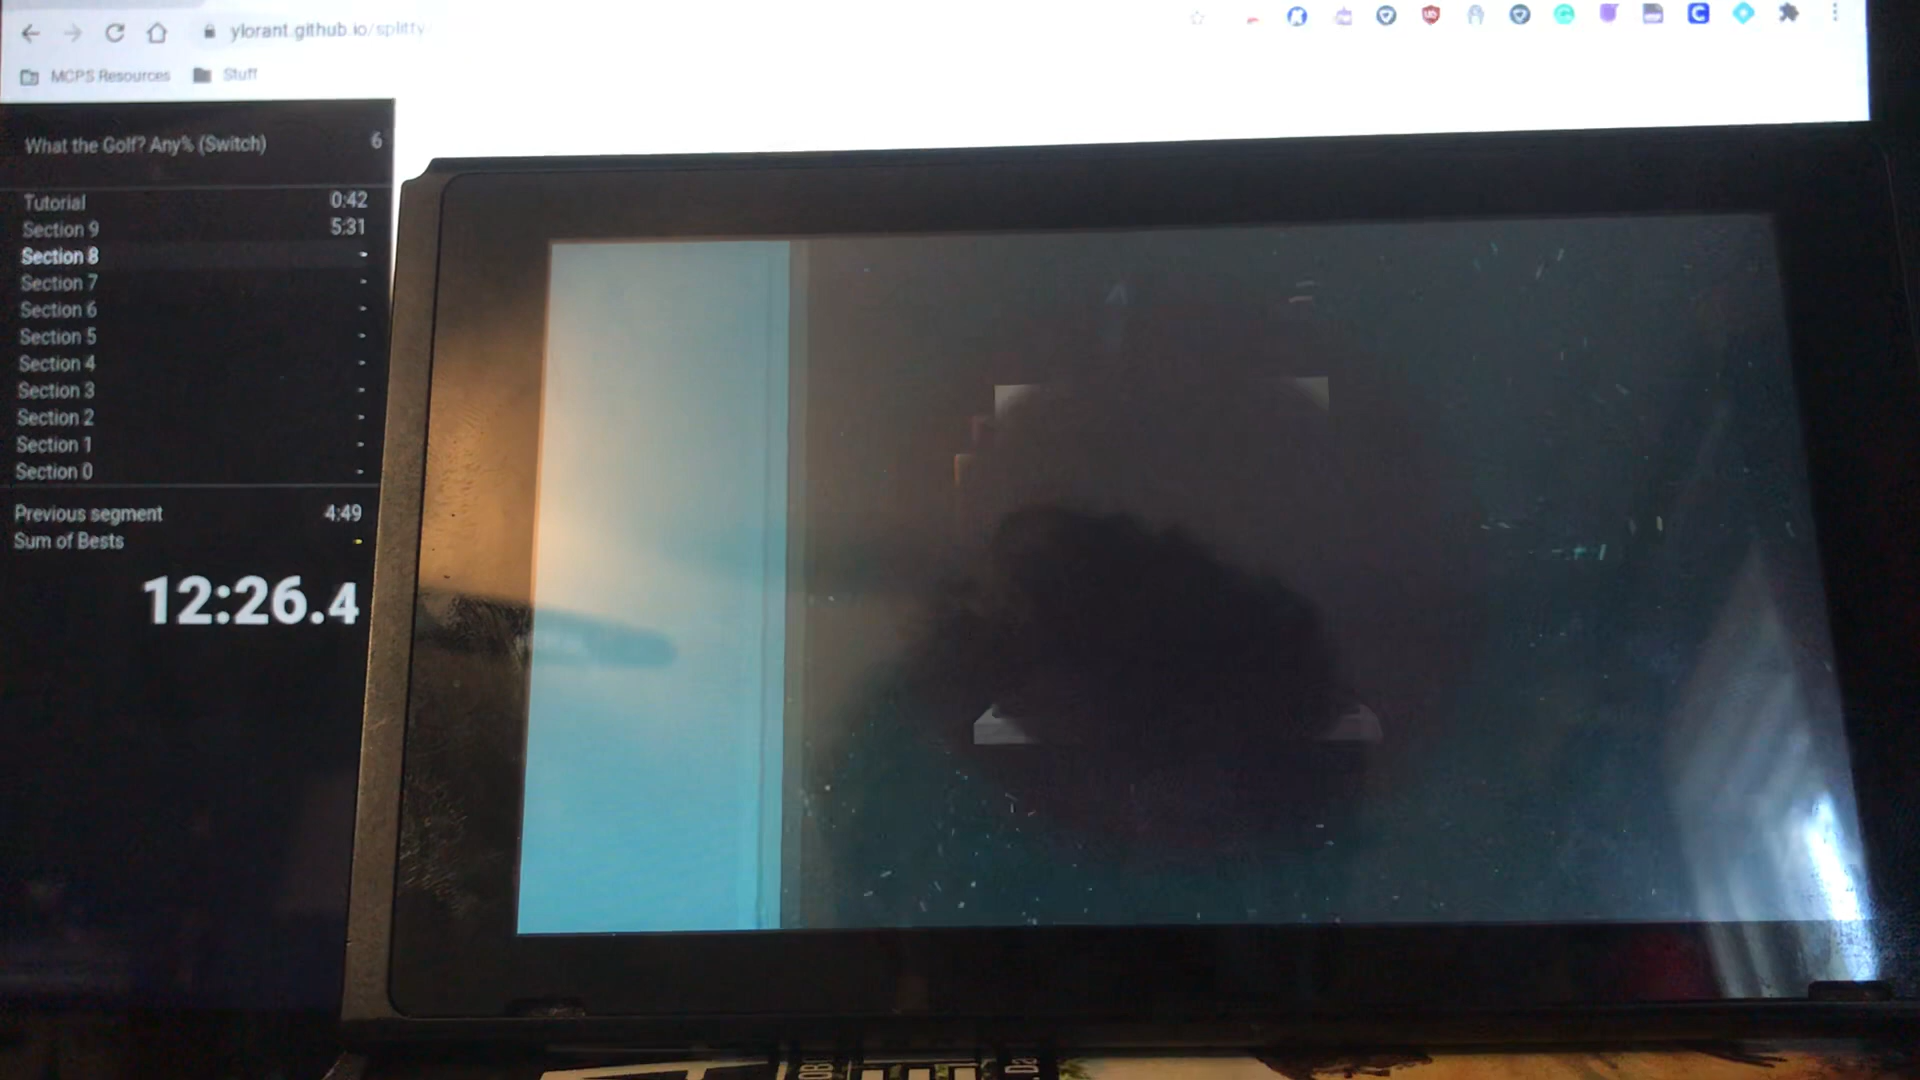 ylorant.github.io/splitty
MCPS Resources Stuff
What the Golf? Any% (Switch) 6
Tutorial 0:42
Section 9 5:31
Section 8 -
Section 7 -
Section 6 -
Section 5 -
Section 4 -
Section 3 -
Section 2 -
Section 1 -
Section 0 -
Previous segment 4:49
Sum of Bests -
12:26.4